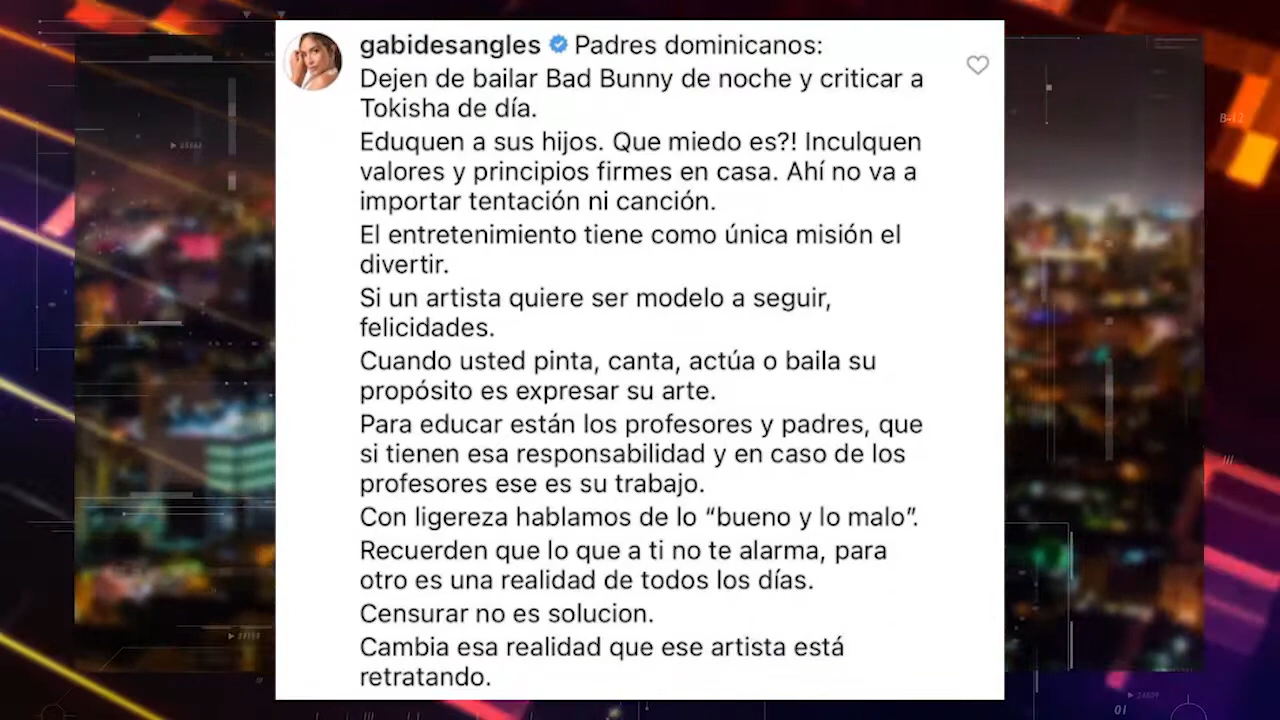 gabidesangles Padres dominicanos:
Dejen de bailar Bad Bunny de noche y criticar a
Tokisha de día.
Eduquen a sus hijos. Que miedo es?! Inculquen
valores y principios firmes en casa. Ahí no va a
importar tentación ni canción.
El entretenimiento tiene como única misión el
divertir.
Si un artista quiere ser modelo a seguir,
felicidades.
Cuando usted pinta, canta, actúa o baila su
propósito es expresar su arte.
Para educar están los profesores y padres, que
si tienen esa responsabilidad y en caso de los
profesores ese es su trabajo.
Con ligereza hablamos de lo “bueno y lo malo”.
Recuerden que lo que a ti no te alarma, para
otro es una realidad de todos los días.
Censurar no es solucion.
Cambia esa realidad que ese artista está
retratando.
B-12
01